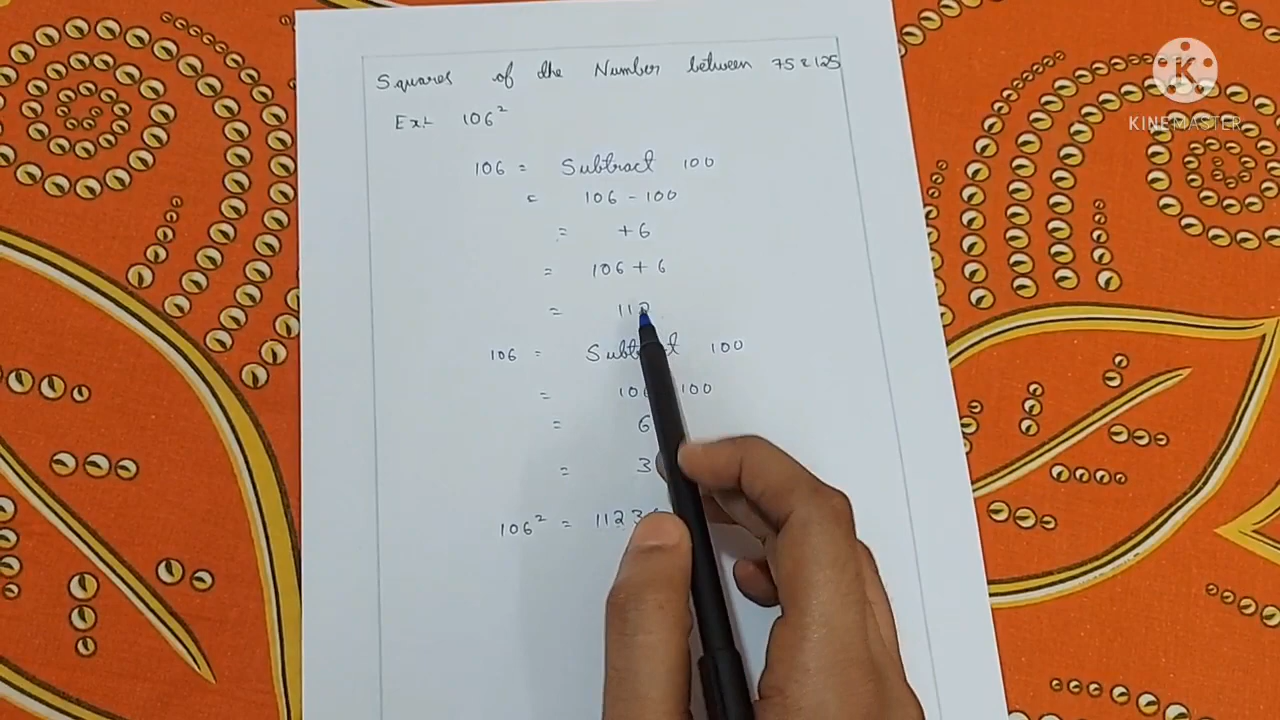 Squares of the Number between 75 & 125
Ex:- 106²
106 = Subtract 100
= 106 - 100
= +6
= 106 + 6
= 112
106 = Subtract 100
= 106 100
= 6
= 3
106² = 1123
K
KINEMASTER